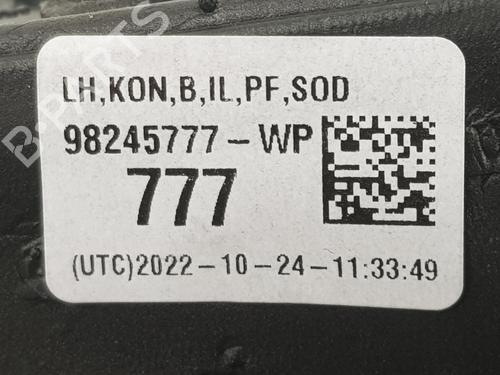 LH,KON,B,IL,PF,SOD
98245777-WP
777
(UTC)2022-10-24-11:33:49
B-PARTS